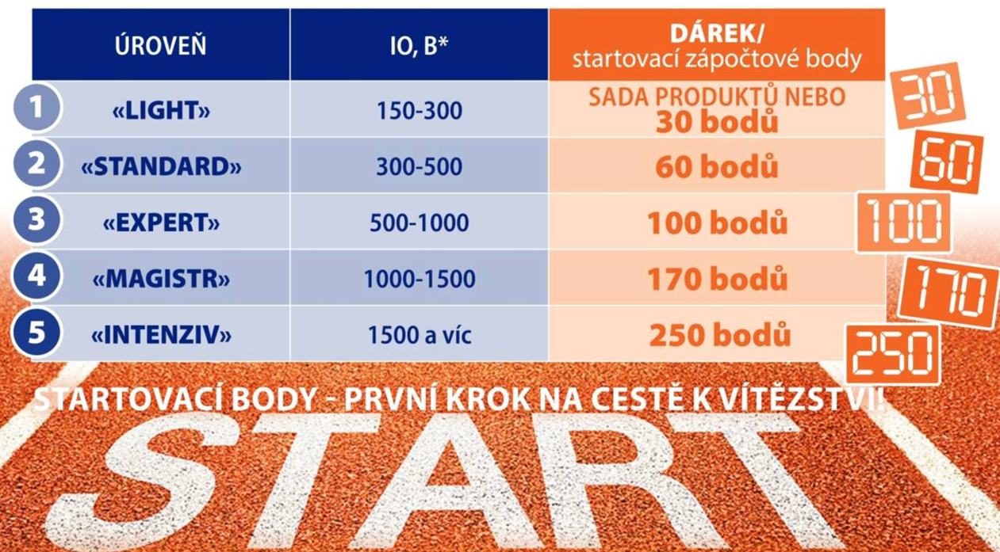 ÚROVEŇ IO, B* DÁREK/
startovací zápočtové body
1 «LIGHT» 150-300 SADA PRODUKTŮ NEBO
30 bodů 30
2 «STANDARD» 300-500 60 bodů 60
3 «EXPERT» 500-1000 100 bodů 100
4 «MAGISTR» 1000-1500 170 bodů 170
5 «INTENZIV» 1500 a víc 250 bodů 250
STARTOVACÍ BODY - PRVNÍ KROK NA CESTĚ K VÍTĚZSTVÍ!
START